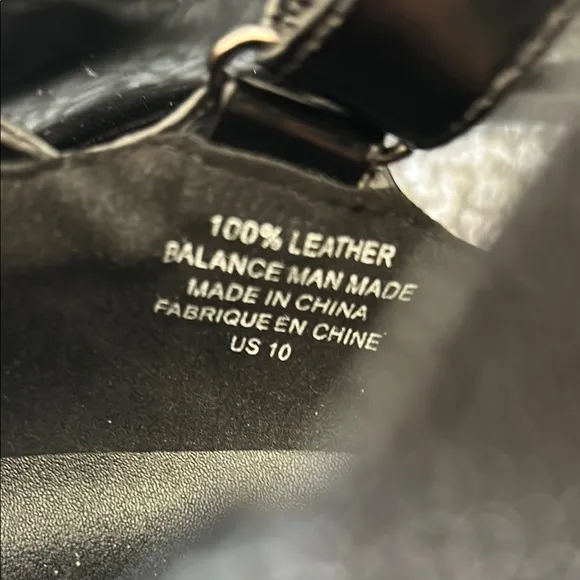 100% LEATHER
BALANCE MAN MADE
MADE IN CHINA
FABRIQUE EN CHINE
US 10